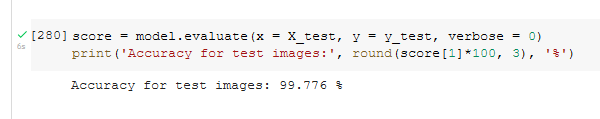 [280] score = model.evaluate(x = X_test, y = y_test, verbose = 0)
6s
print('Accuracy for test images:', round(score[1]*100, 3), '%')
Accuracy for test images: 99.776 %